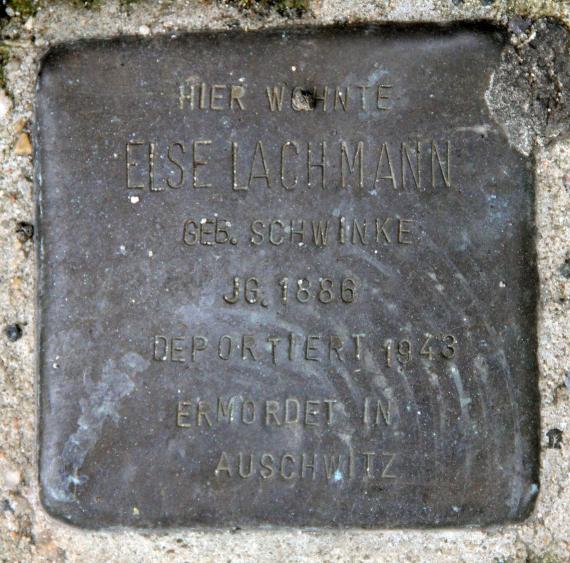 HIER WOHNTE
ELSE LACHMANN
GEB. SCHWINKE
JG. 1886
DEPORTIERT 1943
ERMORDET IN
AUSCHWITZ